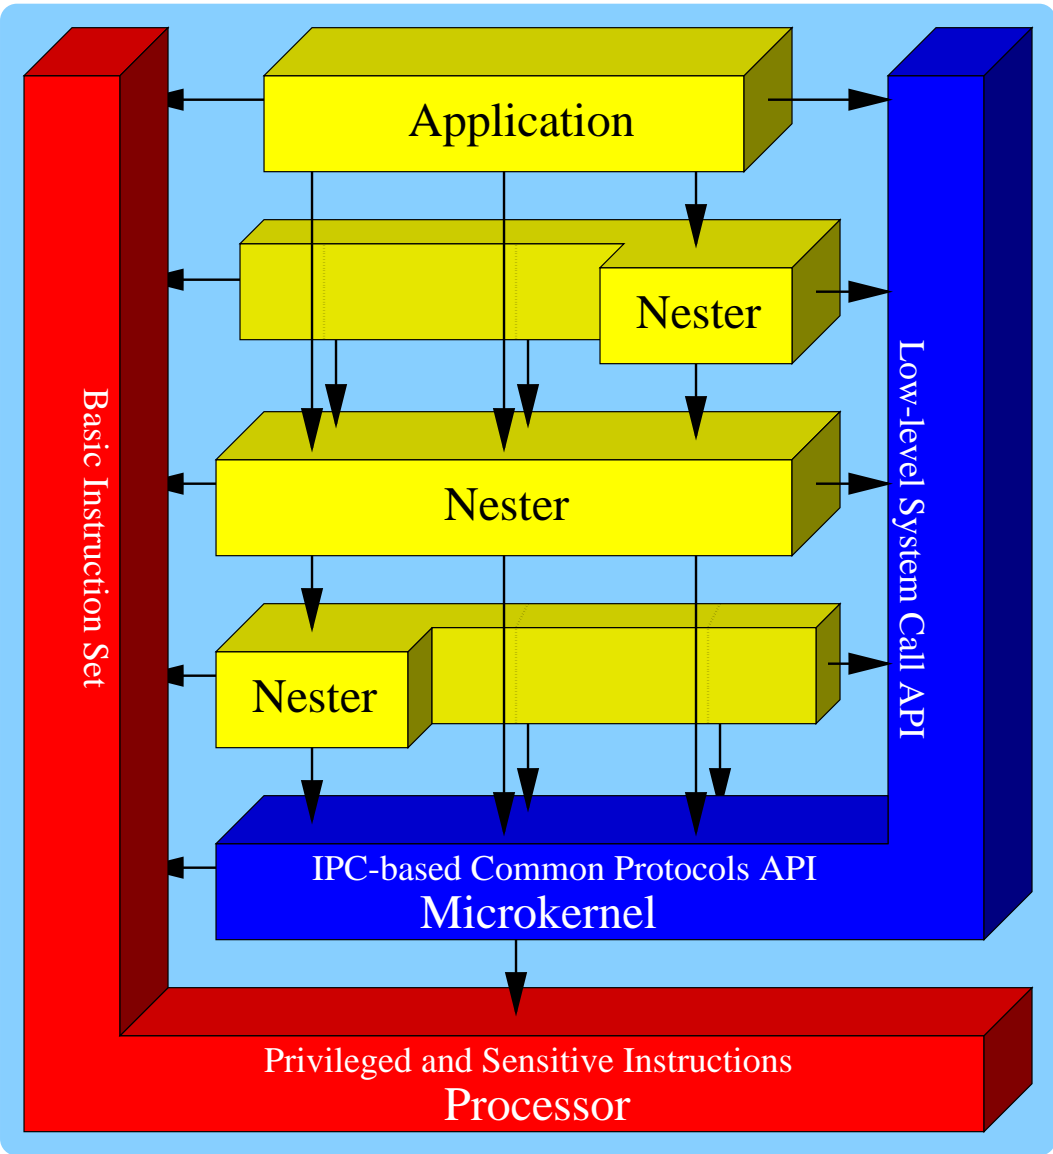 Application
Nester
Basic Instruction Set
Low-level System Call API
Nester
Nester
IPC-based Common Protocols API
Microkernel
Privileged and Sensitive Instructions
Processor